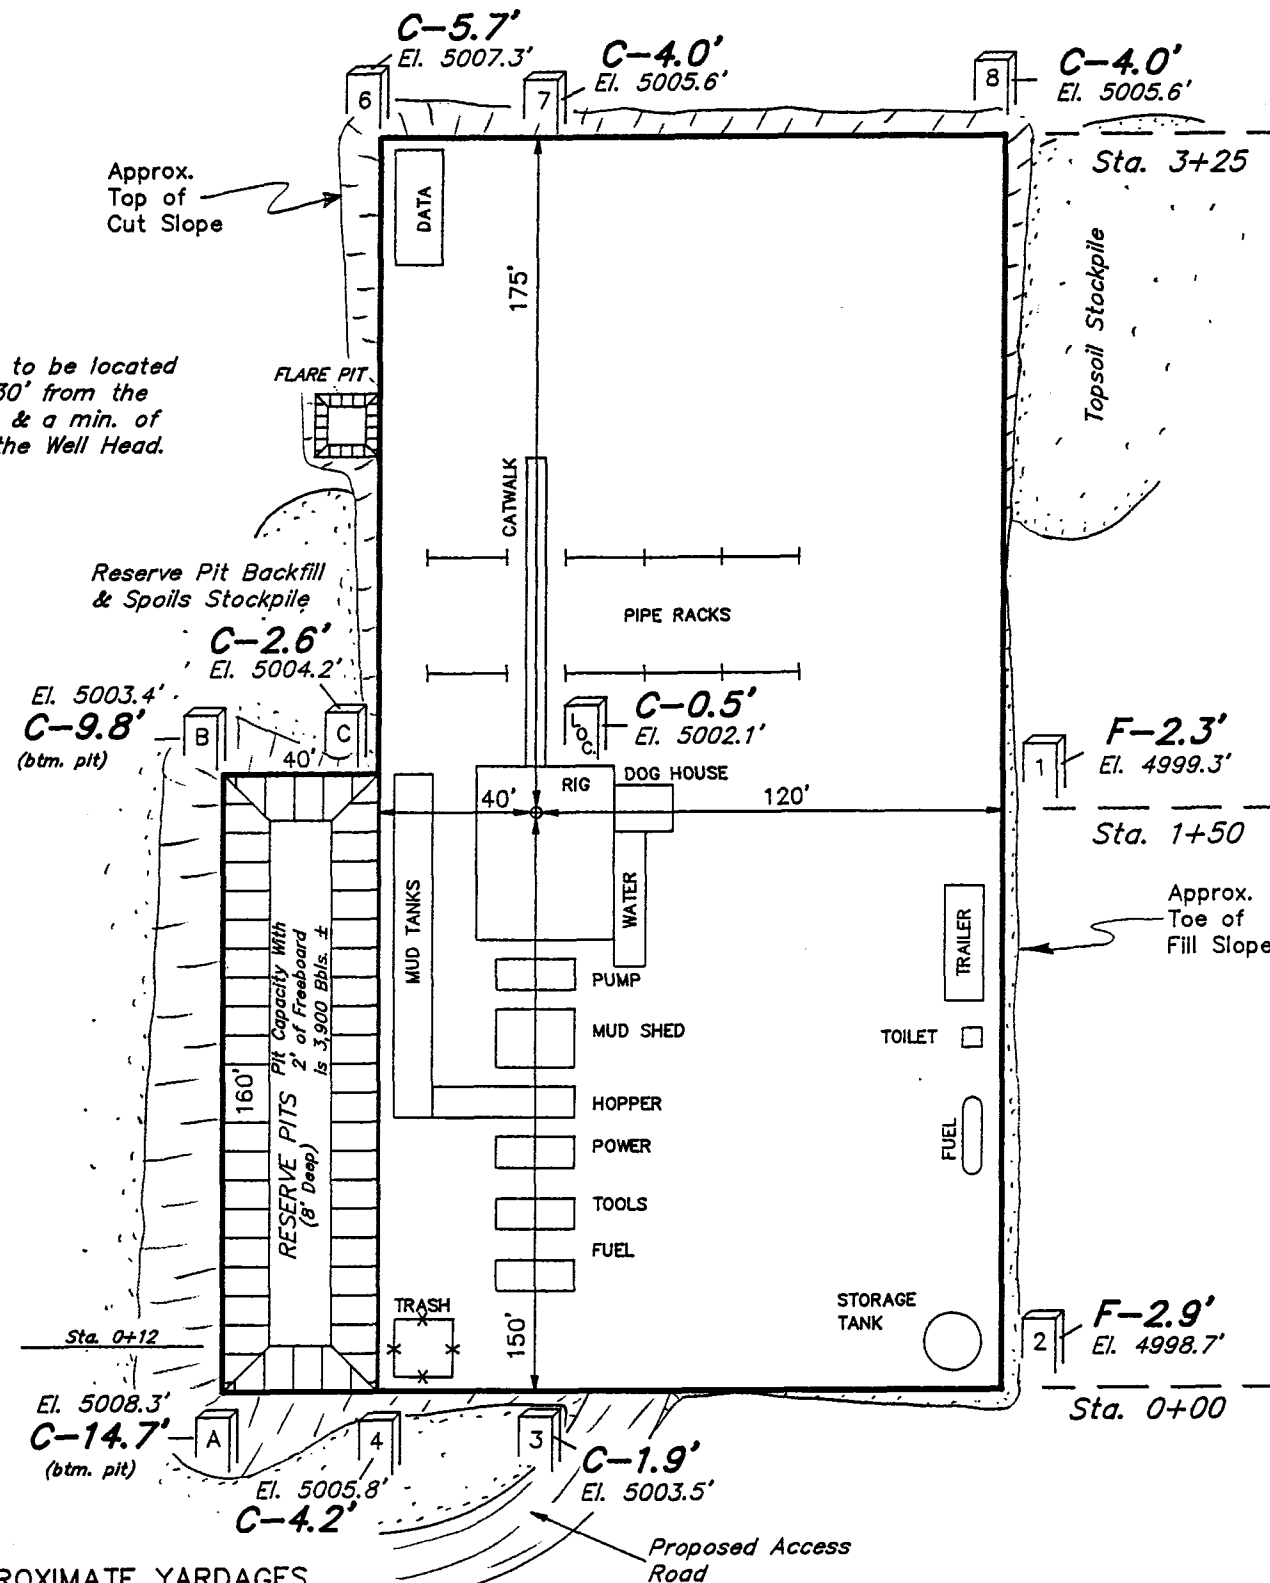 C-5.7'
El. 5007.3'
C-4.0'
El. 5005.6'
C-4.0'
El. 5005.6'
6
7
8
Sta. 3+25
Approx.
Top of
Cut Slope
DATA
175'
Topsoil Stockpile
to be located
30' from the
& a min. of
the Well Head.
FLARE PIT
CATWALK
Reserve Pit Backfill
& Spoils Stockpile
PIPE RACKS
C-2.6'
El. 5004.2'
El. 5003.4'
C-9.8'
(btm. pit)
B
C
40'
LOC.
C-0.5'
El. 5002.1'
F-2.3'
El. 4999.3'
1
RIG
DOG HOUSE
40'
120'
Sta. 1+50
MUD TANKS
WATER
TRAILER
Approx.
Toe of
Fill Slope
PUMP
MUD SHED
TOILET
HOPPER
POWER
FUEL
TOOLS
FUEL
160'
RESERVE PITS
(8' Deep)
Pit Capacity With
2' of Freeboard
is 3,900 Bbls. ±
TRASH
150'
STORAGE
TANK
F-2.9'
El. 4998.7'
2
Sta. 0+12
Sta. 0+00
El. 5008.3'
C-14.7'
(btm. pit)
A
4
3
El. 5005.8'
C-4.2'
C-1.9'
El. 5003.5'
Proposed Access
Road
ROXIMATE YARDAGES